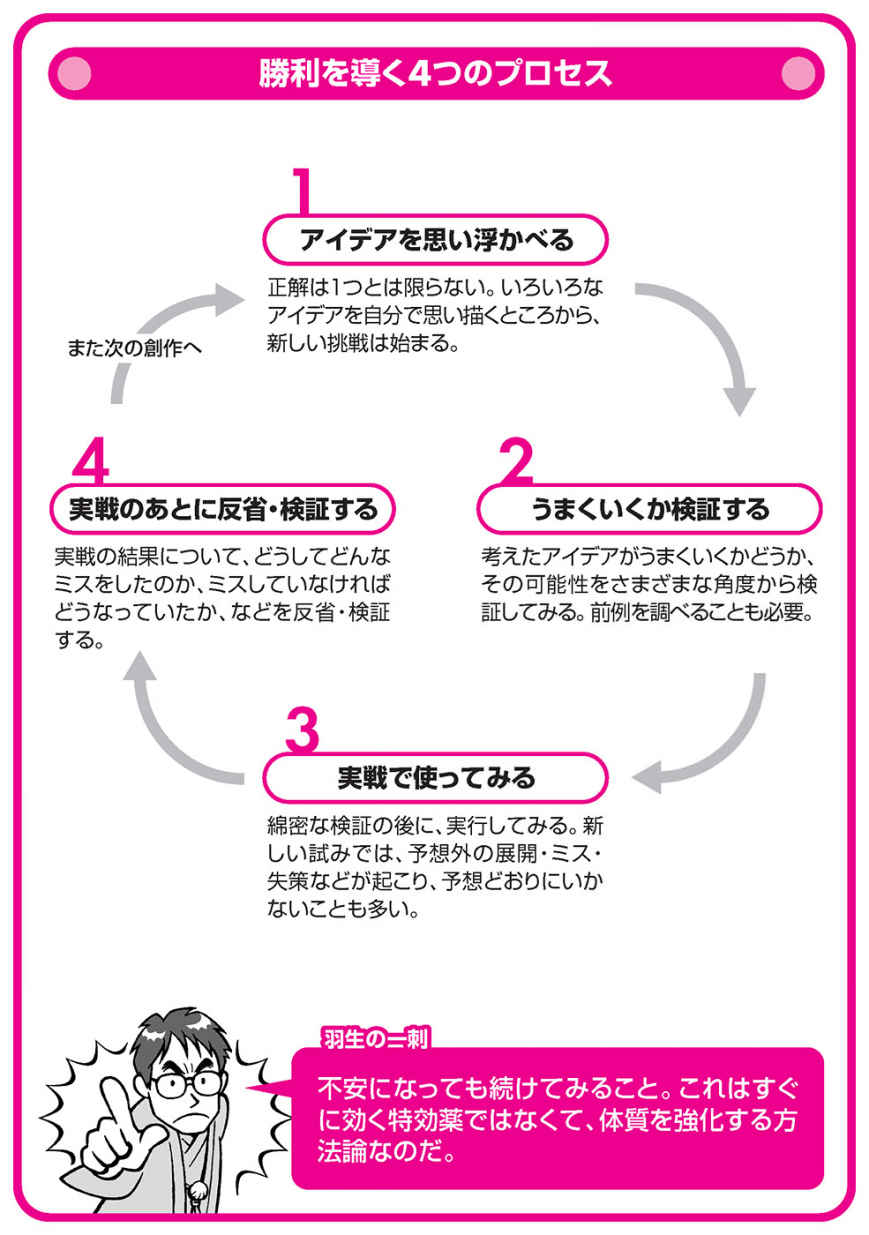 勝利を導く4つのプロセス
1
アイデアを思い浮かべる
正解は1つとは限らない。いろいろな
アイデアを自分で思い描くところから、
新しい挑戦は始まる。
2
うまくいくか検証する
考えたアイデアがうまくいくかどうか、
その可能性をさまざまな角度から検
証してみる。前例を調べることも必要。
3
実戦で使ってみる
綿密な検証の後に、実行してみる。新
しい試みでは、予想外の展開・ミス・
失策などが起こり、予想どおりにいか
ないことも多い。
4
実戦のあとに反省・検証する
実戦の結果について、どうしてどんな
ミスをしたのか、ミスしていなければ
どうなっていたか、などを反省・検証
する。
また次の創作へ
羽生の一刺
不安になっても続けてみること。これはすぐ
に効く特効薬ではなくて、体質を強化する方
法論なのだ。